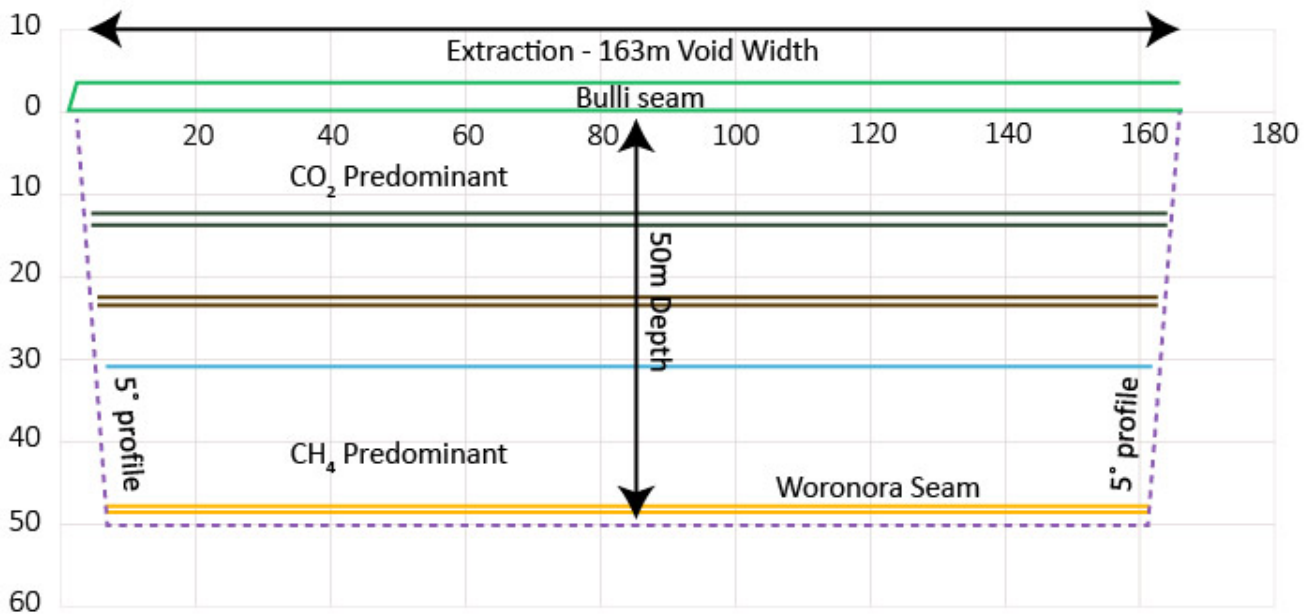 10
Extraction - 163m Void Width
Bulli seam
0
20 40 60 80 100 120 140 160 180
CO₂ Predominant
10
50m Depth
20
30
5° profile
5° profile
40
CH₄ Predominant
Woronora Seam
50
60